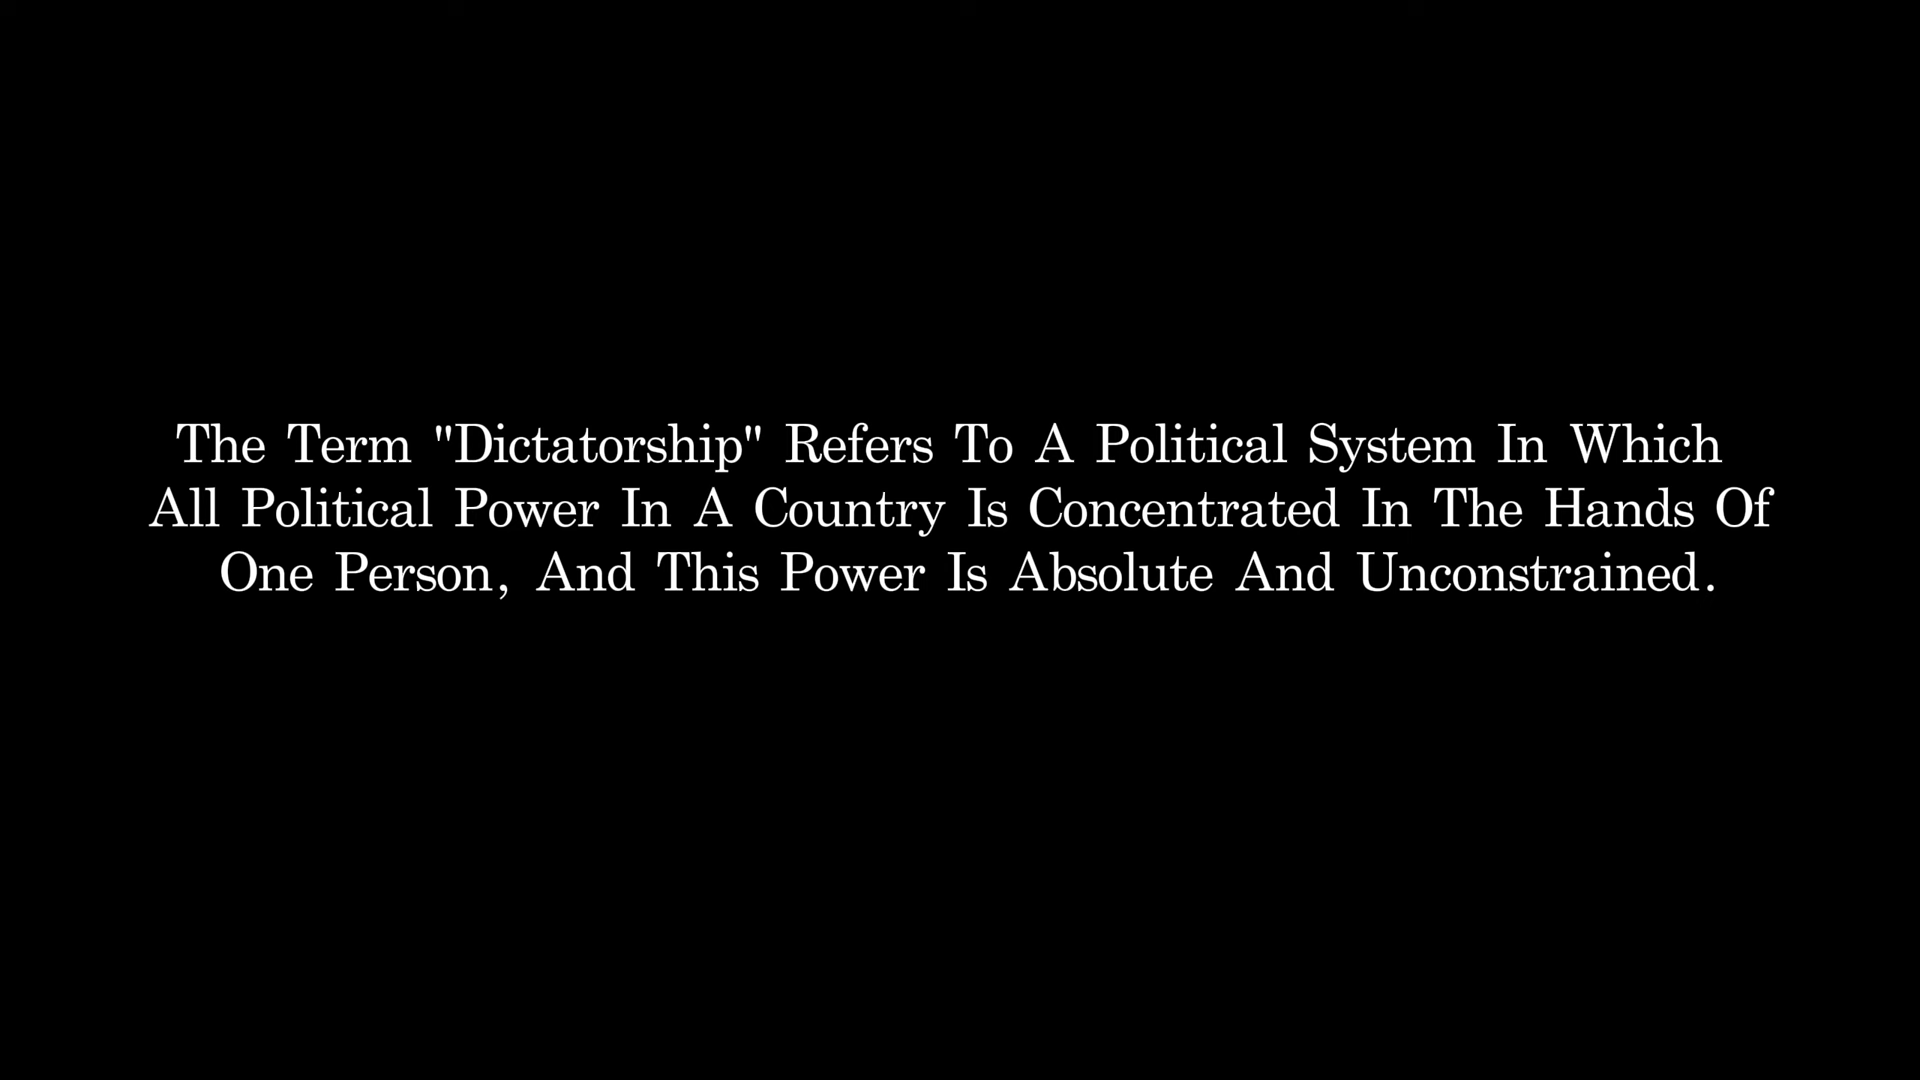 The Term "Dictatorship" Refers To A Political System In Which
All Political Power In A Country Is Concentrated In The Hands Of
One Person, And This Power Is Absolute And Unconstrained.